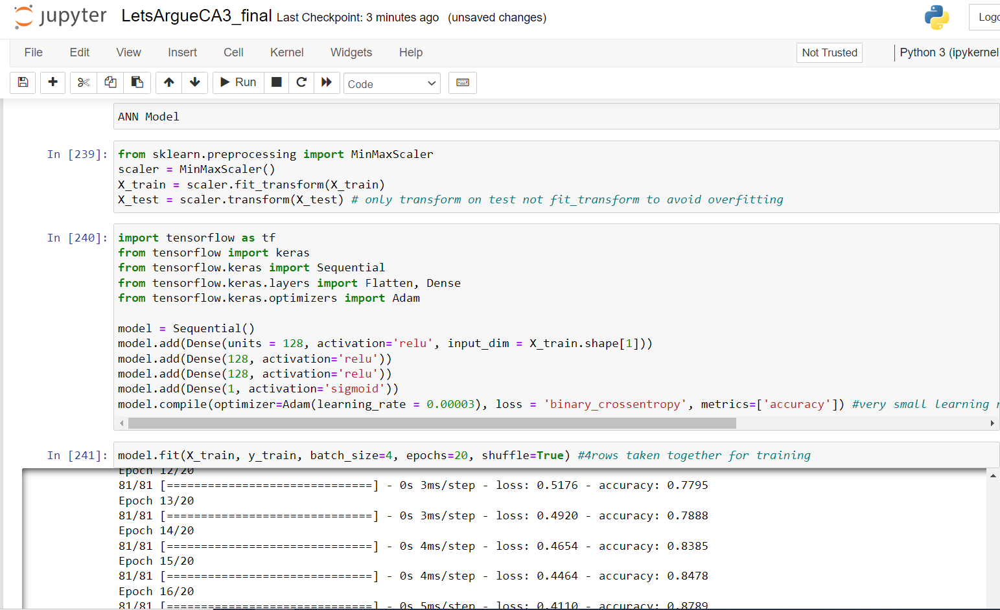 jupyter LetsArgueCA3_final Last Checkpoint: 3 minutes ago (unsaved changes)
File Edit View Insert Cell Kernel Widgets Help Not Trusted Python 3 (ipykernel
Run Code
ANN Model
In [239]: from sklearn.preprocessing import MinMaxScaler
scaler = MinMaxScaler()
X_train = scaler.fit_transform(X_train)
X_test = scaler.transform(X_test) # only transform on test not fit_transform to avoid overfitting
In [240]: import tensorflow as tf
from tensorflow import keras
from tensorflow.keras import Sequential
from tensorflow.keras.layers import Flatten, Dense
from tensorflow.keras.optimizers import Adam
model = Sequential()
model.add(Dense(units = 128, activation='relu', input_dim = X_train.shape[1]))
model.add(Dense(128, activation='relu'))
model.add(Dense(128, activation='relu'))
model.add(Dense(1, activation='sigmoid'))
model.compile(optimizer=Adam(learning_rate = 0.00003), loss = 'binary_crossentropy', metrics=['accuracy']) #very small learning
In [241]: model.fit(X_train, y_train, batch_size=4, epochs=20, shuffle=True) #4rows taken together for training
Epoch 12/20
81/81 [==============================] - 0s 3ms/step - loss: 0.5176 - accuracy: 0.7795
Epoch 13/20
81/81 [==============================] - 0s 3ms/step - loss: 0.4920 - accuracy: 0.7888
Epoch 14/20
81/81 [==============================] - 0s 4ms/step - loss: 0.4654 - accuracy: 0.8385
Epoch 15/20
81/81 [==============================] - 0s 4ms/step - loss: 0.4464 - accuracy: 0.8478
Epoch 16/20
81/81 [==============================] - 0s 5ms/step - loss: 0.4110 - accuracy: 0.8789